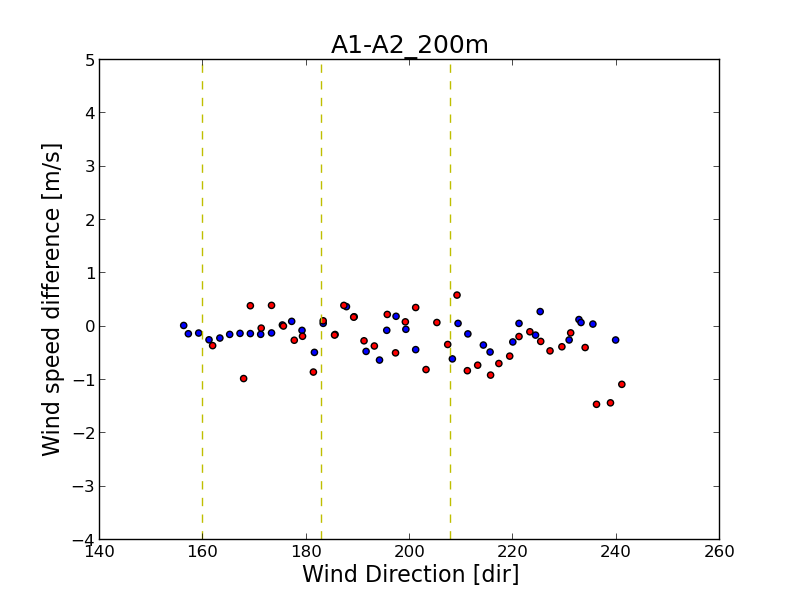 A1-A2_200m
Wind speed difference [m/s]
5
4
3
2
1
0
−1
−2
−3
−4
140 160 180 200 220 240 260
Wind Direction [dir]